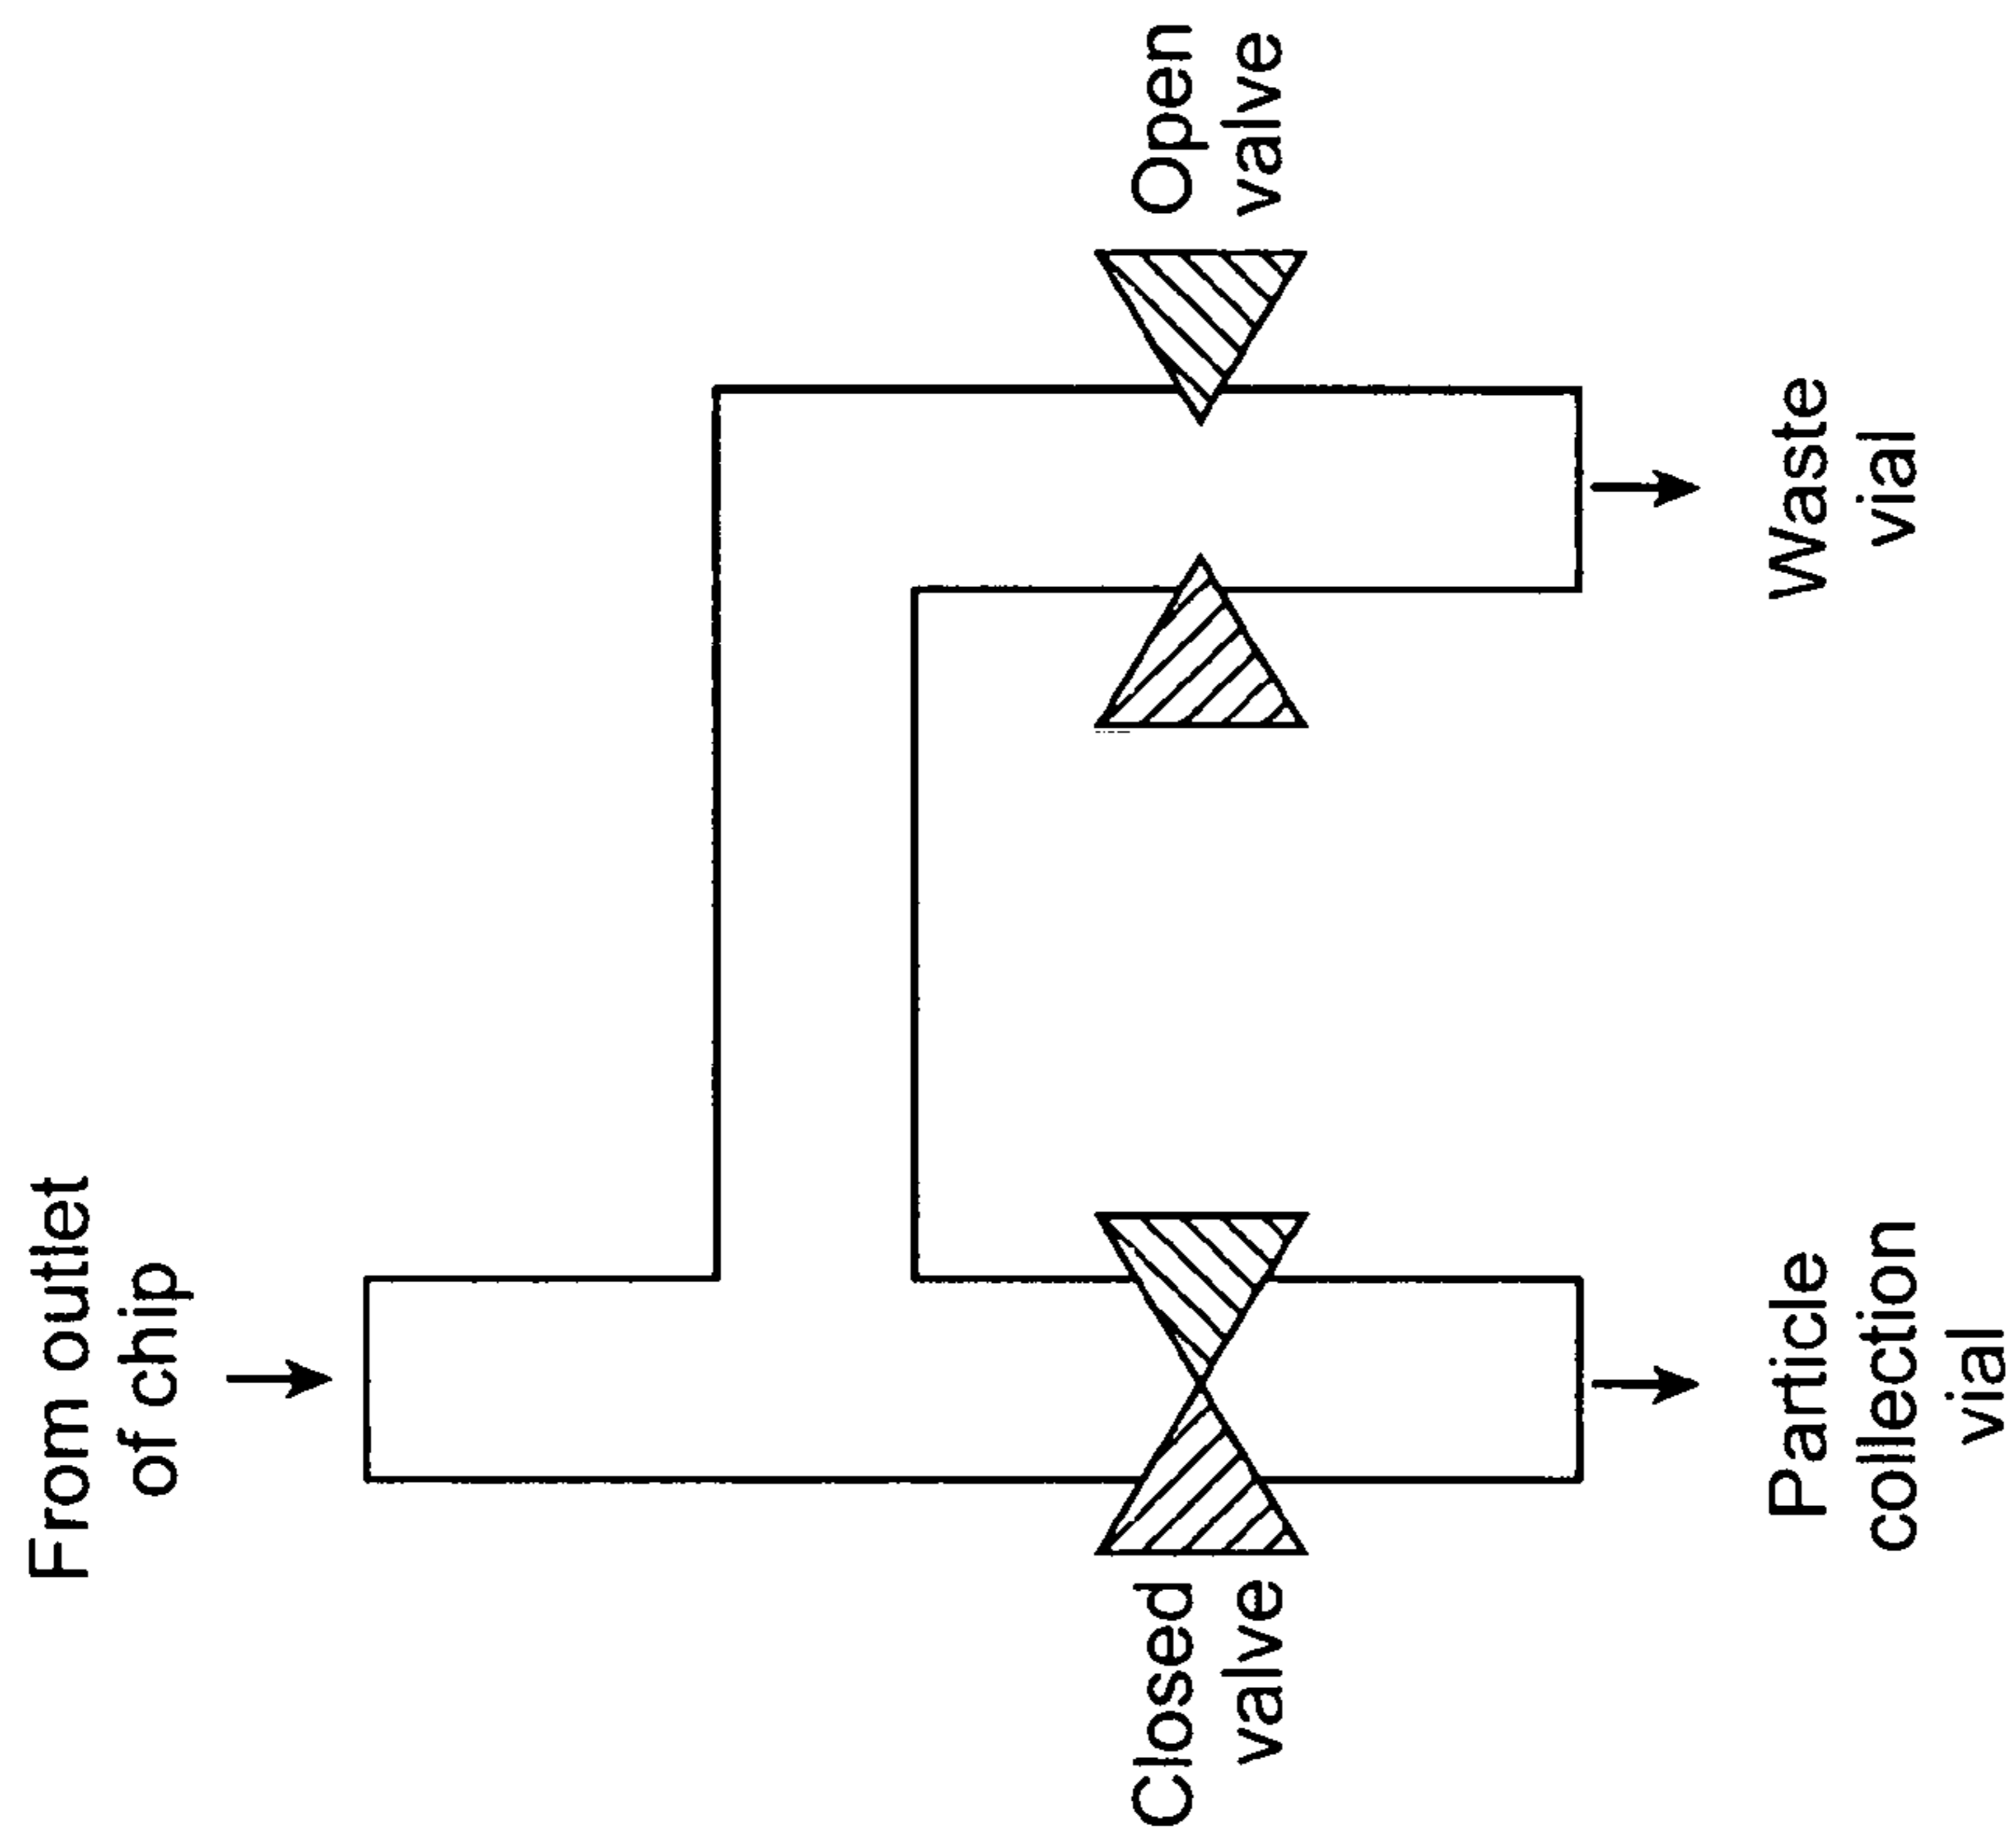 From outlet
of chip
Closed
valve
Open
valve
Particle
collection
vial
Waste
vial